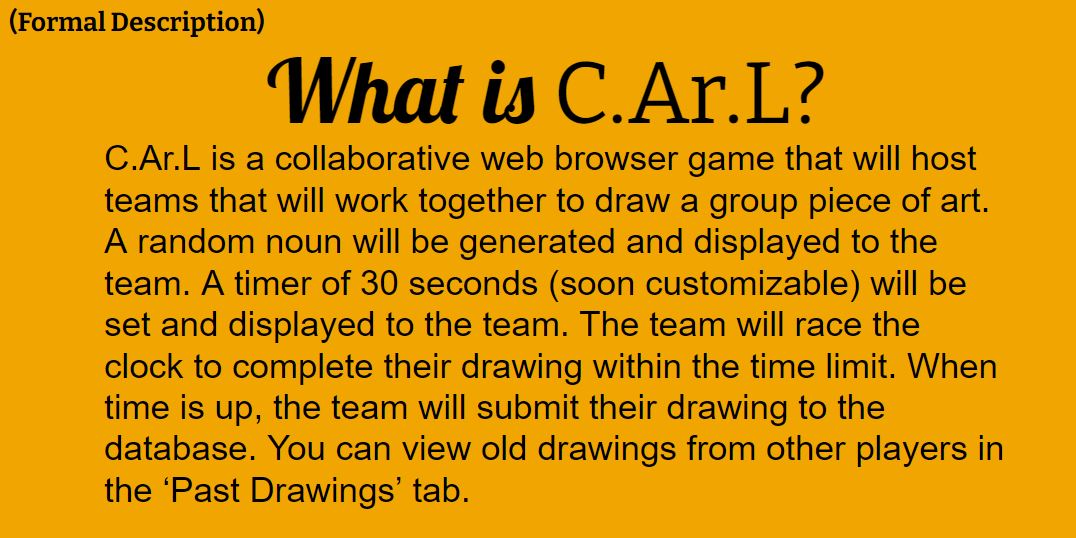 (Formal Description)
What is C.Ar.L?
C.Ar.L is a collaborative web browser game that will host
teams that will work together to draw a group piece of art.
A random noun will be generated and displayed to the
team. A timer of 30 seconds (soon customizable) will be
set and displayed to the team. The team will race the
clock to complete their drawing within the time limit. When
time is up, the team will submit their drawing to the
database. You can view old drawings from other players in
the ‘Past Drawings’ tab.